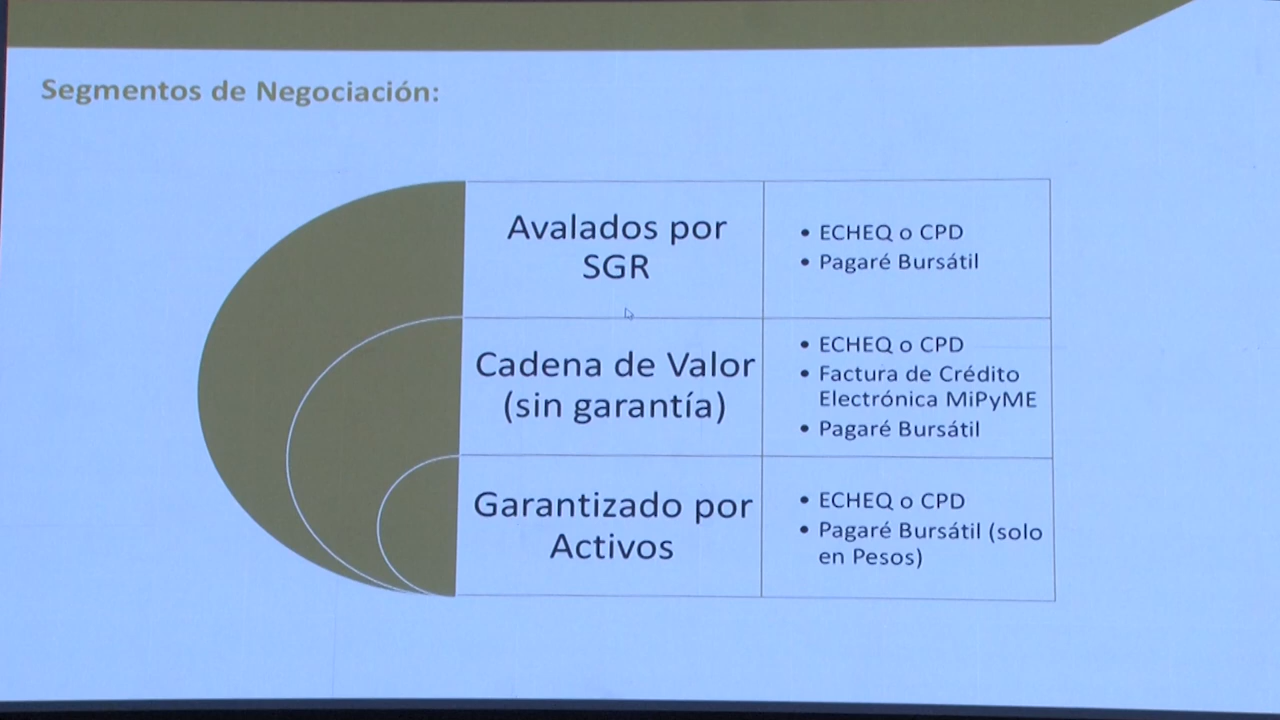 Segmentos de Negociación:
Avalados por
SGR
• ECHEQ o CPD
• Pagaré Bursátil
Cadena de Valor
(sin garantía)
• ECHEQ o CPD
• Factura de Crédito
Electrónica MiPyME
• Pagaré Bursátil
Garantizado por
Activos
• ECHEQ o CPD
• Pagaré Bursátil (solo
en Pesos)